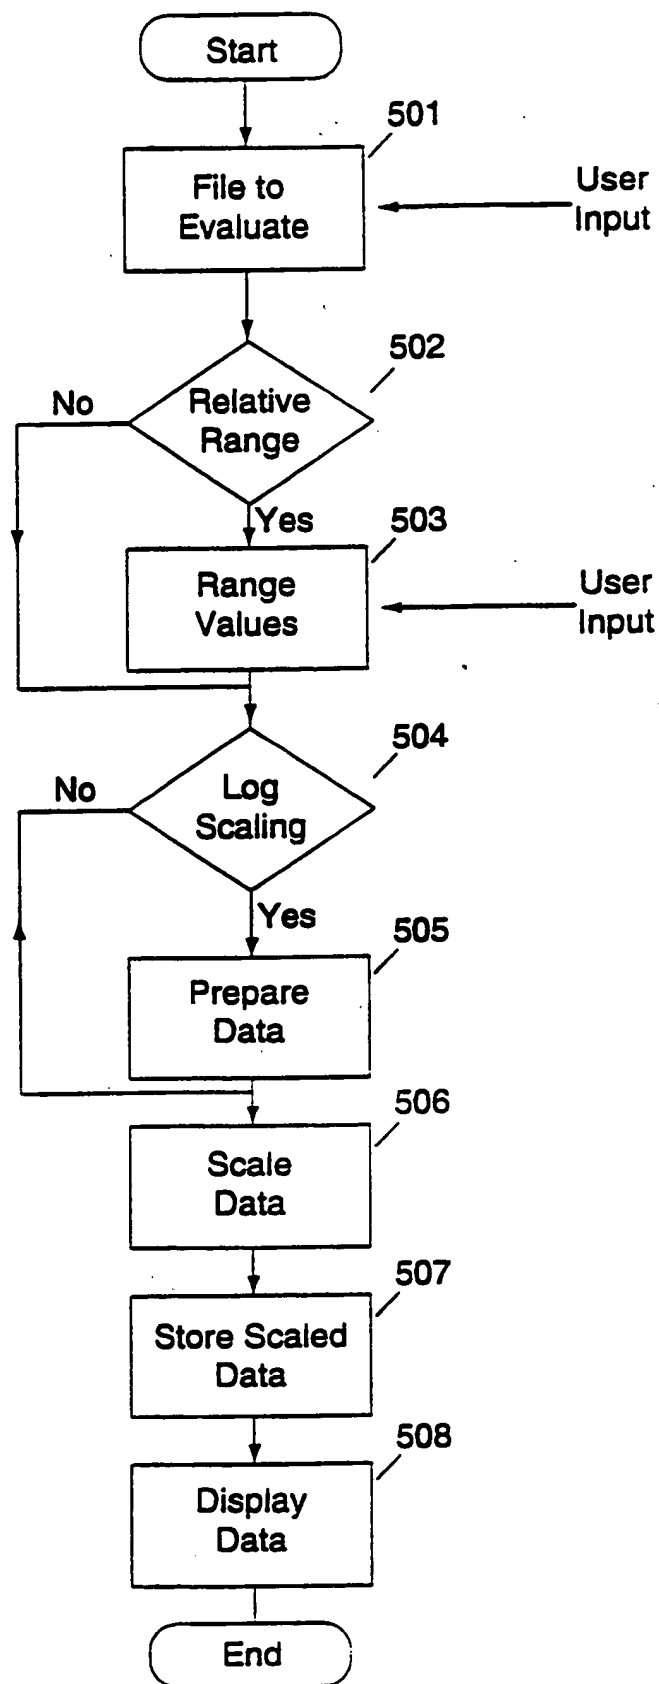 Start
501
File to
Evaluate
User
Input
502
No
Relative
Range
Yes
503
Range
Values
User
Input
504
No
Log
Scaling
Yes
505
Prepare
Data
506
Scale
Data
507
Store Scaled
Data
508
Display
Data
End